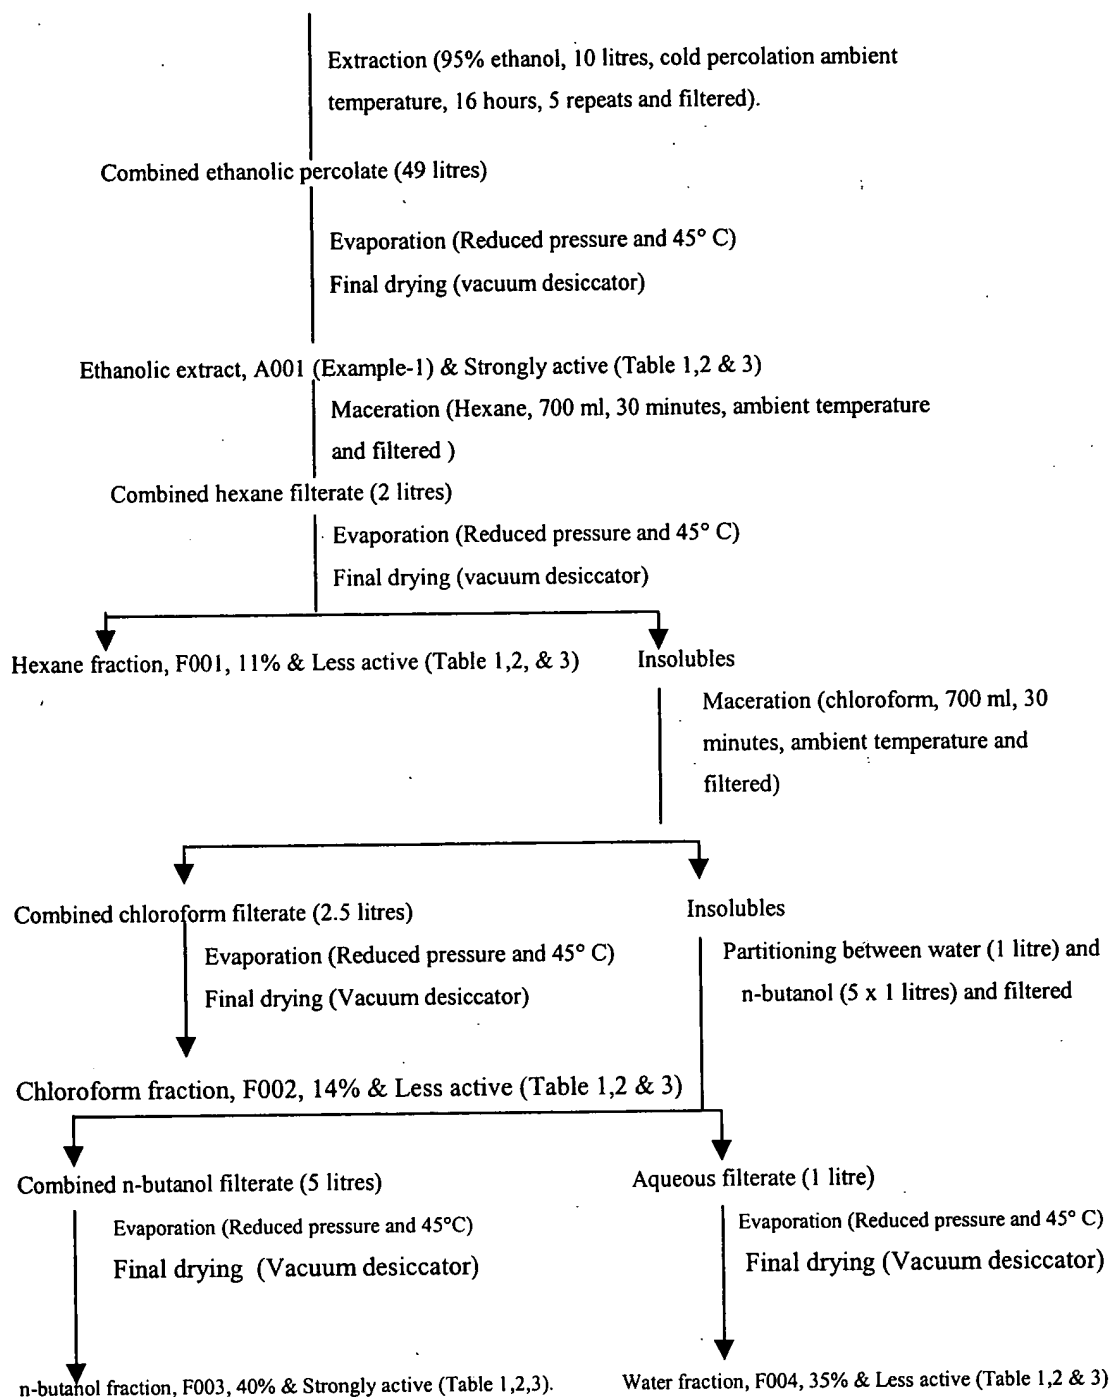 Extraction (95% ethanol, 10 litres, cold percolation ambient
temperature, 16 hours, 5 repeats and filtered).
Combined ethanolic percolate (49 litres)
Evaporation (Reduced pressure and 45° C)
Final drying (vacuum desiccator)
Ethanolic extract, A001 (Example-1) & Strongly active (Table 1,2 & 3)
Maceration (Hexane, 700 ml, 30 minutes, ambient temperature
and filtered )
Combined hexane filterate (2 litres)
Evaporation (Reduced pressure and 45° C)
Final drying (vacuum desiccator)
Hexane fraction, F001, 11% & Less active (Table 1,2, & 3)
Insolubles
Maceration (chloroform, 700 ml, 30
minutes, ambient temperature and
filtered)
Combined chloroform filterate (2.5 litres)
Insolubles
Evaporation (Reduced pressure and 45° C)
Final drying (Vacuum desiccator)
Partitioning between water (1 litre) and
n-butanol (5 x 1 litres) and filtered
Chloroform fraction, F002, 14% & Less active (Table 1,2 & 3)
Combined n-butanol filterate (5 litres)
Aqueous filterate (1 litre)
Evaporation (Reduced pressure and 45°C)
Final drying (Vacuum desiccator)
Evaporation (Reduced pressure and 45° C)
Final drying (Vacuum desiccator)
n-butanol fraction, F003, 40% & Strongly active (Table 1,2,3).
Water fraction, F004, 35% & Less active (Table 1,2 & 3)